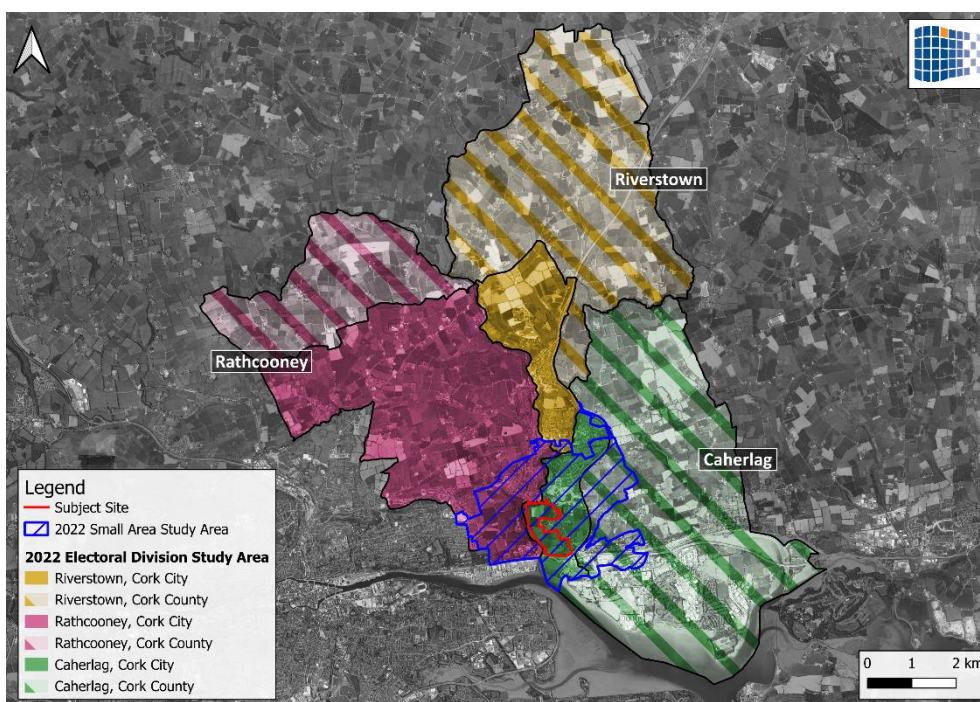 Riverstown
Rathcooney
Caherlag
Legend
Subject Site
2022 Small Area Study Area
2022 Electoral Division Study Area
Riverstown, Cork City
Riverstown, Cork County
Rathcooney, Cork City
Rathcooney, Cork County
Caherlag, Cork City
Caherlag, Cork County
0 1 2 km